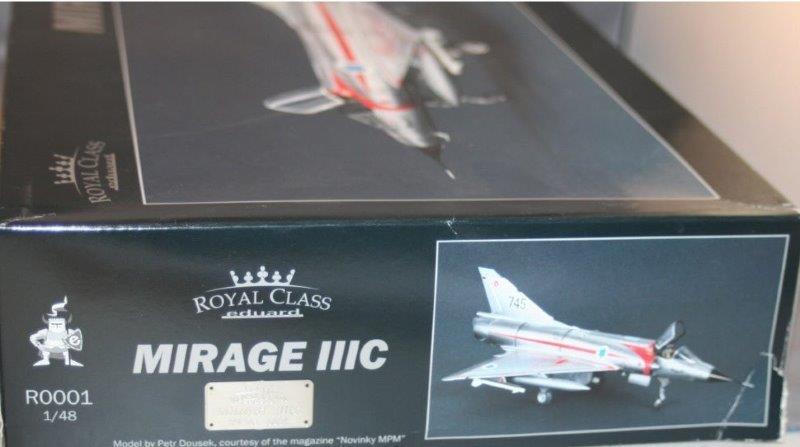 MIRA
ROYAL CLASS
eduard
ROYAL CLASS
eduard
MIRAGE IIIC
R0001
1/48
Model by Petr Dousek, courtesy of the magazine "Novinky MPM"
745